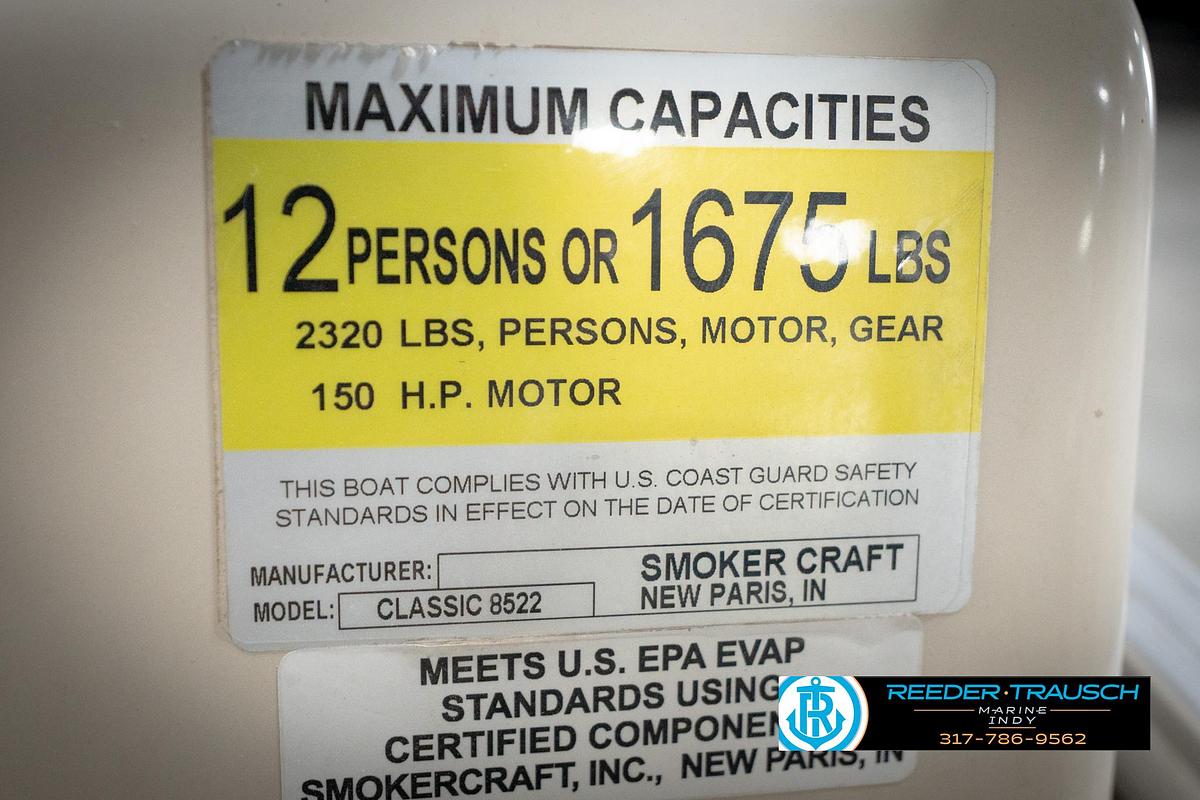 MAXIMUM CAPACITIES
12 PERSONS OR 1675 LBS
2320 LBS, PERSONS, MOTOR, GEAR
150 H.P. MOTOR
THIS BOAT COMPLIES WITH U.S. COAST GUARD SAFETY
STANDARDS IN EFFECT ON THE DATE OF CERTIFICATION
MANUFACTURER: SMOKER CRAFT
NEW PARIS, IN
MODEL: CLASSIC 8522
MEETS U.S. EPA EVAP
STANDARDS USING
CERTIFIED
SMOKERCRAFT, INC., NEW PARIS, IN
R
REEDER·TRAUSCH
MARINE
INDY
317-786-9562